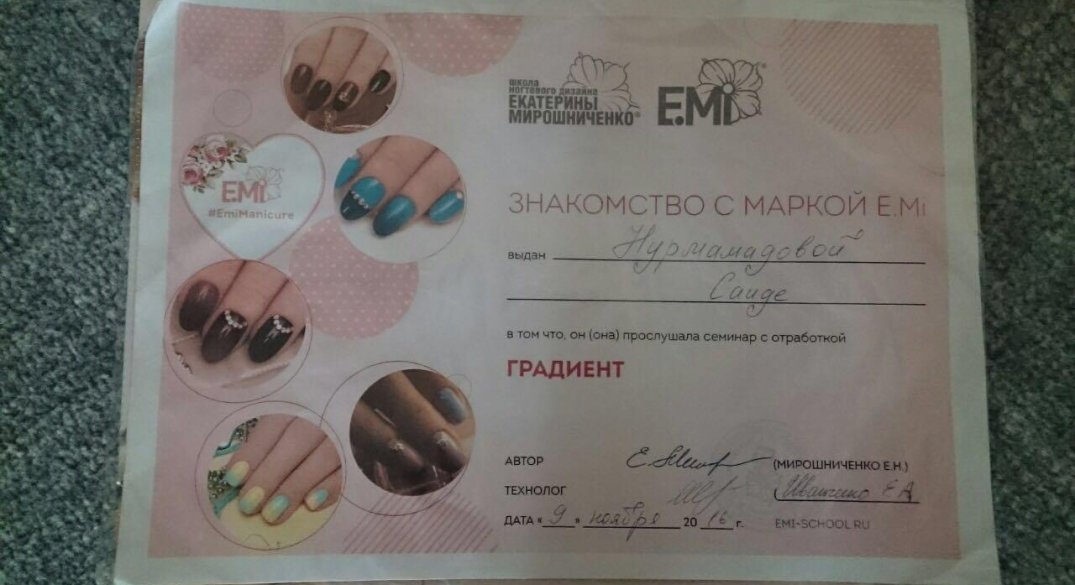 школа
ногтевого дизайна
ЕКАТЕРИНЫ
МИРОШНИЧЕНКО®
E.Mi®
E.Mi
#EmiManicure
ЗНАКОМСТВО С МАРКОЙ E.Mi
выдан Нурмамадовой
Саиде
в том что, он (она) прослушала семинар с отработкой
ГРАДИЕНТ
АВТОР (МИРОШНИЧЕНКО Е.Н.)
ТЕХНОЛОГ
ДАТА « 9 » ноября 20 16 г.
EMI-SCHOOL.RU